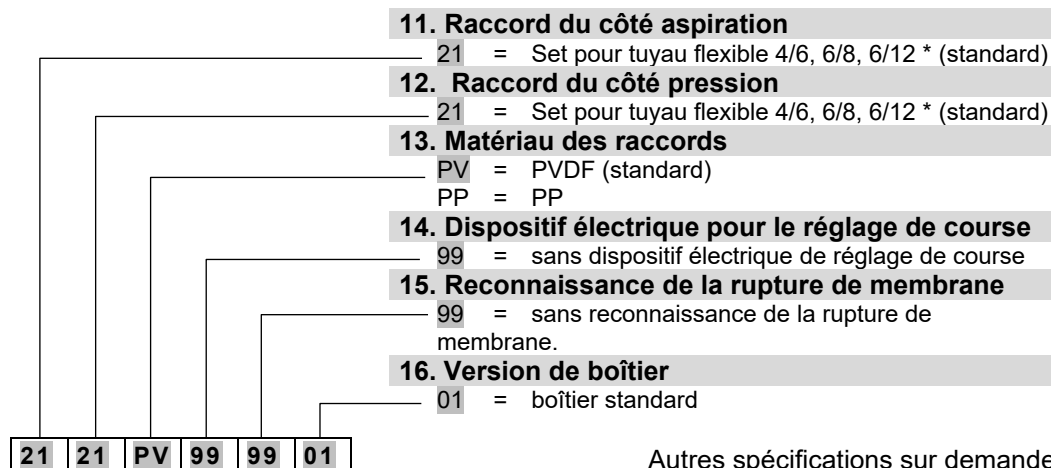 11. Raccord du côté aspiration
21 = Set pour tuyau flexible 4/6, 6/8, 6/12 * (standard)
12. Raccord du côté pression
21 = Set pour tuyau flexible 4/6, 6/8, 6/12 * (standard)
13. Matériau des raccords
PV = PVDF (standard)
PP = PP
14. Dispositif électrique pour le réglage de course
99 = sans dispositif électrique de réglage de course
15. Reconnaissance de la rupture de membrane
99 = sans reconnaissance de la rupture de
membrane.
16. Version de boîtier
01 = boîtier standard
21 21 PV 99 99 01
Autres spécifications sur demande